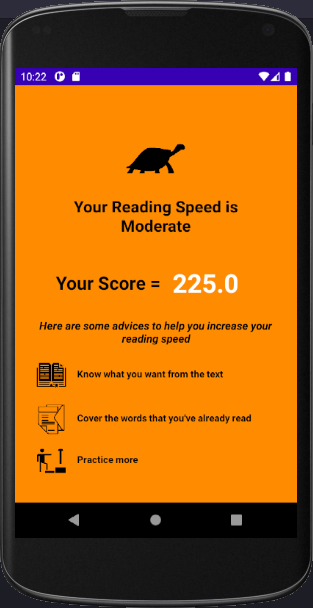 10:22
Your Reading Speed is
Moderate
Your Score = 225.0
Here are some advices to help you increase your
reading speed
Know what you want from the text
Cover the words that you've already read
Practice more